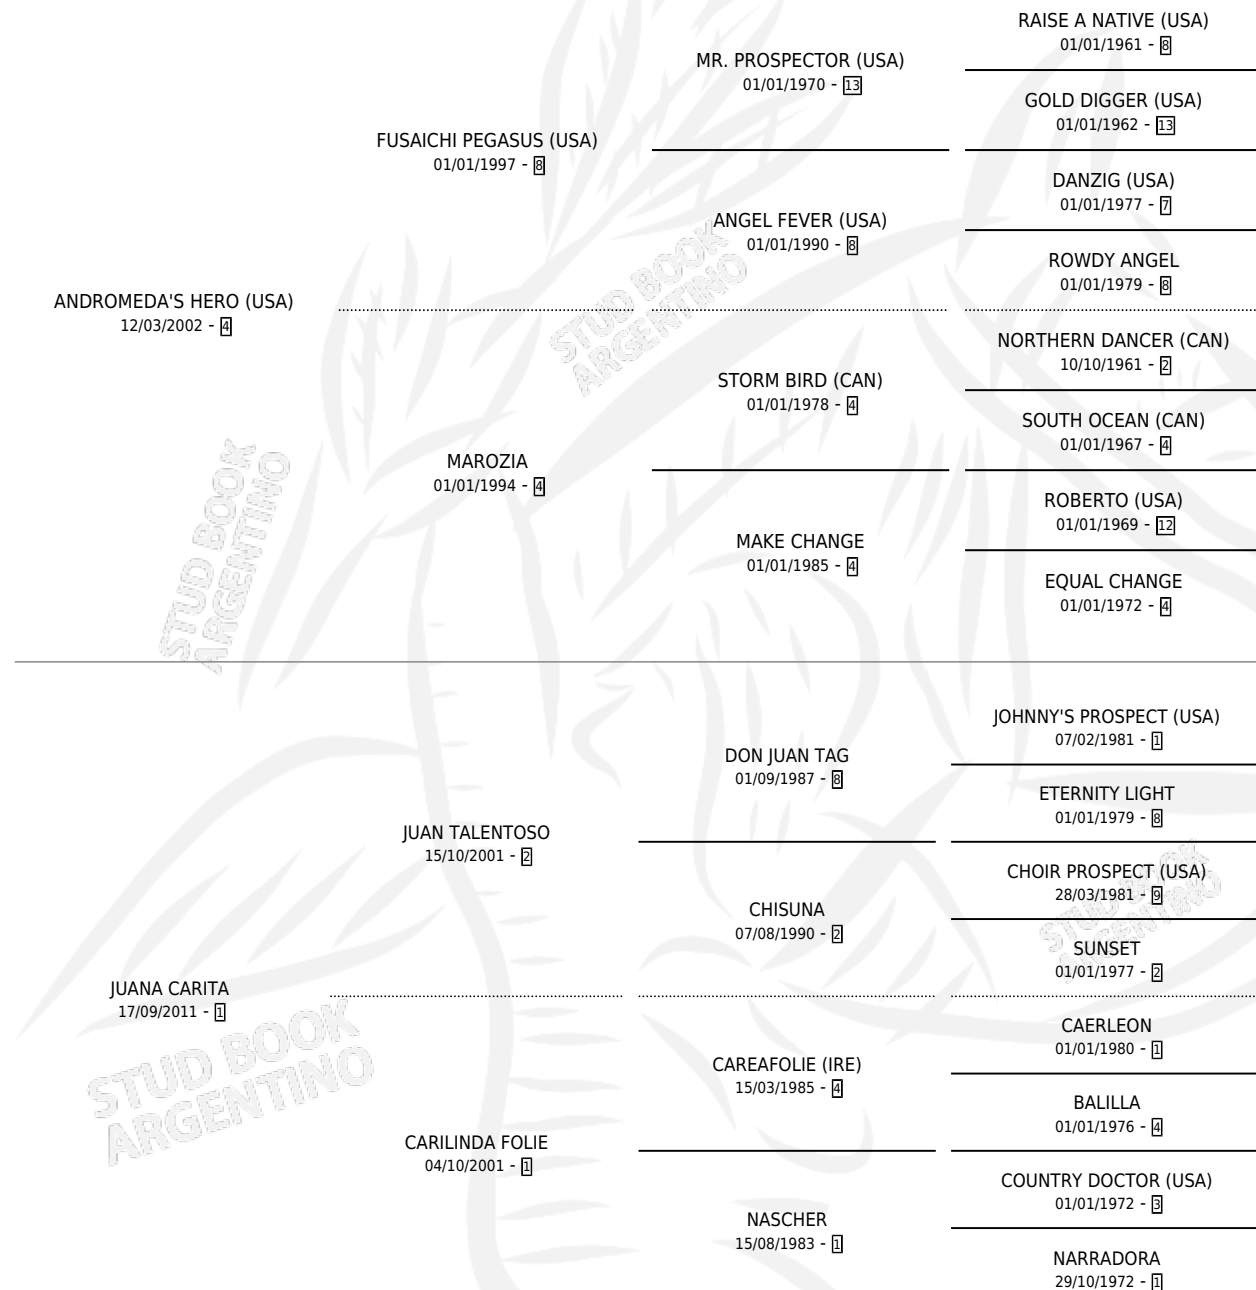 RAISE A NATIVE (USA)
01/01/1961 - 8
MR. PROSPECTOR (USA)
01/01/1970 - 13
GOLD DIGGER (USA)
01/01/1962 - 13
FUSAICHI PEGASUS (USA)
01/01/1997 - 8
DANZIG (USA)
01/01/1977 - 7
ANGEL FEVER (USA)
01/01/1990 - 8
ROWDY ANGEL
01/01/1979 - 8
ANDROMEDA'S HERO (USA)
12/03/2002 - 4
NORTHERN DANCER (CAN)
10/10/1961 - 2
STORM BIRD (CAN)
01/01/1978 - 4
SOUTH OCEAN (CAN)
01/01/1967 - 4
MAROZIA
01/01/1994 - 4
ROBERTO (USA)
01/01/1969 - 12
MAKE CHANGE
01/01/1985 - 4
EQUAL CHANGE
01/01/1972 - 4
JOHNNY'S PROSPECT (USA)
07/02/1981 - 1
DON JUAN TAG
01/09/1987 - 8
ETERNITY LIGHT
01/01/1979 - 8
JUAN TALENTOSO
15/10/2001 - 2
CHOIR PROSPECT (USA)
28/03/1981 - 9
CHISUNA
07/08/1990 - 2
SUNSET
01/01/1977 - 2
JUANA CARITA
17/09/2011 - 1
CAERLEON
01/01/1980 - 1
CAREAFOLIE (IRE)
15/03/1985 - 4
BALILLA
01/01/1976 - 4
CARILINDA FOLIE
04/10/2001 - 1
COUNTRY DOCTOR (USA)
01/01/1972 - 3
NASCHER
15/08/1983 - 1
NARRADORA
29/10/1972 - 1
STUD BOOK
ARGENTINO
STUD BOOK
ARGENTINO
STUD BOOK
ARGENTINO
STUD BOOK
ARGENTINO